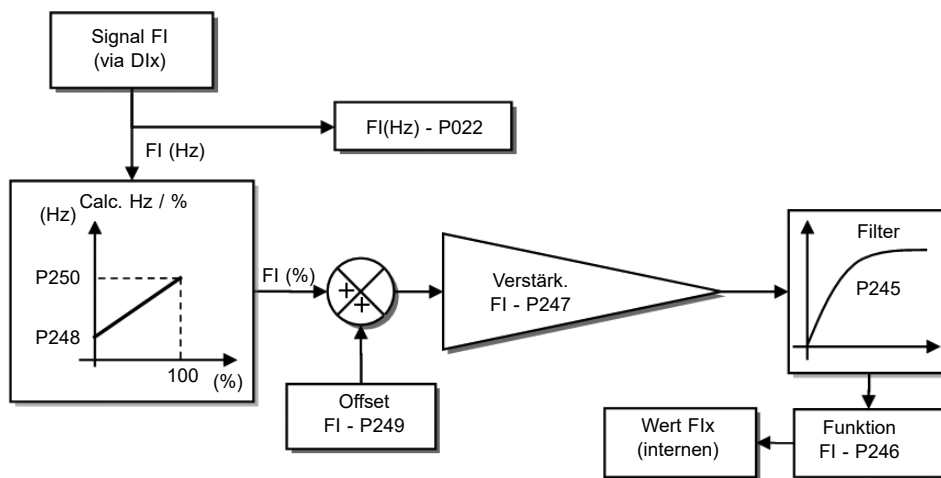 Signal FI
(via DIx)
FI(Hz) - P022
FI (Hz)
Calc. Hz / %
(Hz)
P250
P248
100
(%)
FI (%)
+
+
Offset
FI - P249
Verstärk.
FI - P247
Filter
P245
Funktion
FI - P246
Wert FIx
(internen)